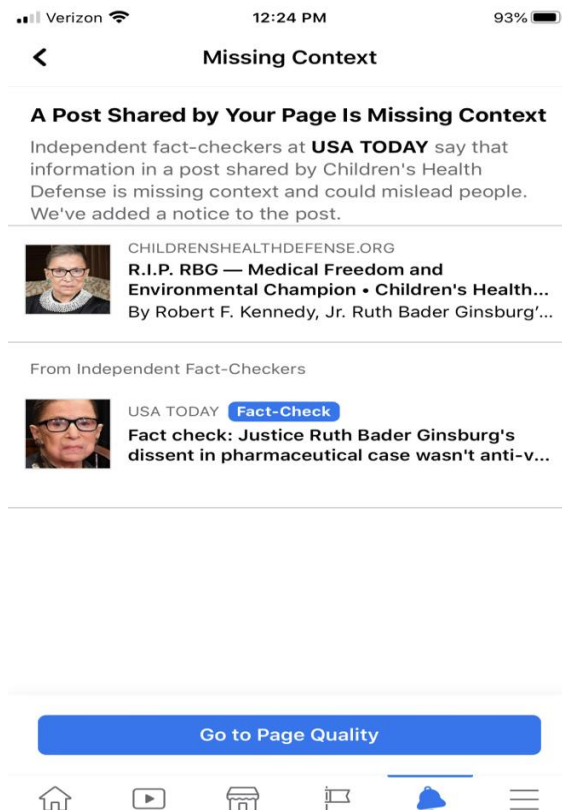 Verizon 12:24 PM 93%
Missing Context
A Post Shared by Your Page Is Missing Context
Independent fact-checkers at USA TODAY say that
information in a post shared by Children's Health
Defense is missing context and could mislead people.
We've added a notice to the post.
CHILDRENSHEALTHDEFENSE.ORG
R.I.P. RBG — Medical Freedom and
Environmental Champion • Children's Health...
By Robert F. Kennedy, Jr. Ruth Bader Ginsburg'...
From Independent Fact-Checkers
USA TODAY Fact-Check
Fact check: Justice Ruth Bader Ginsburg's
dissent in pharmaceutical case wasn't anti-v...
Go to Page Quality